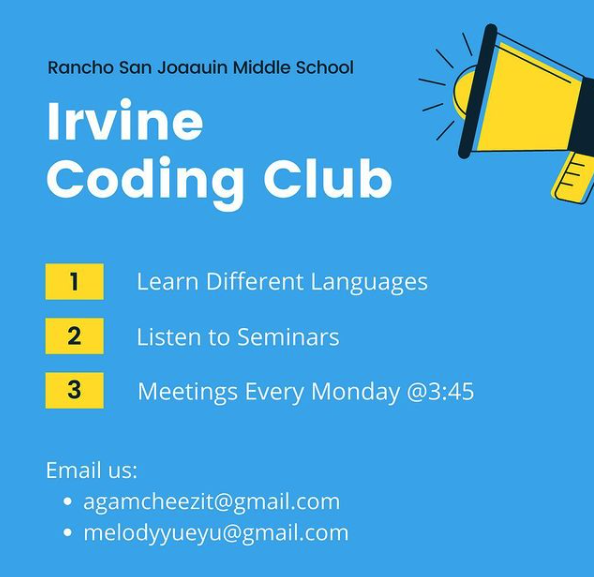 Rancho San Joaquin Middle School
Irvine
Coding Club
1 Learn Different Languages
2 Listen to Seminars
3 Meetings Every Monday @3:45
Email us:
• agamcheezit@gmail.com
• melodyyueyu@gmail.com